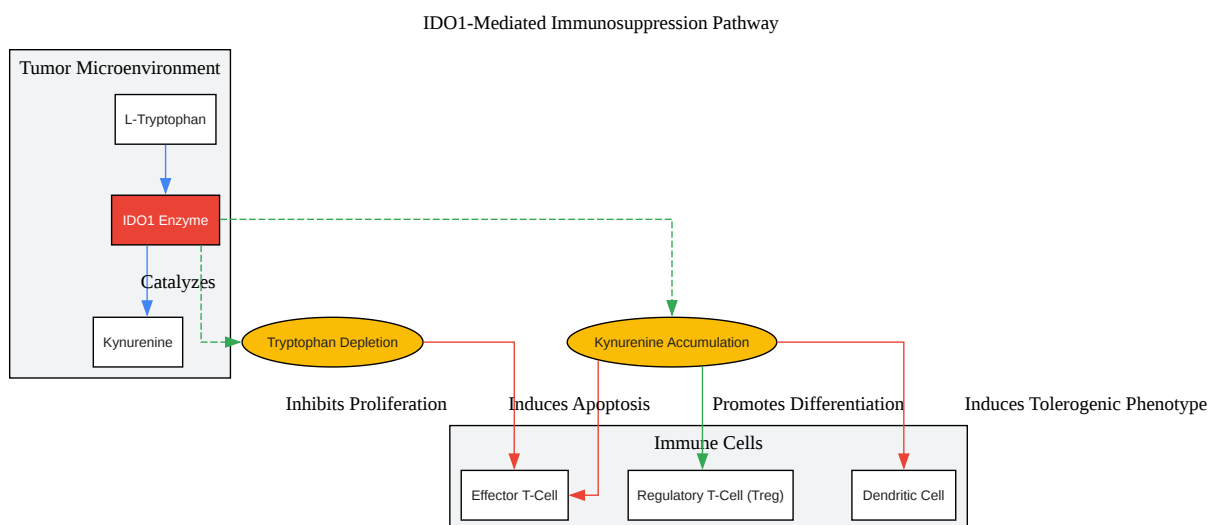 IDO1-Mediated Immunosuppression Pathway
Tumor Microenvironment
L-Tryptophan
IDO1 Enzyme
Catalyzes
Kynurenine
Tryptophan Depletion
Kynurenine Accumulation
Inhibits Proliferation
Induces Apoptosis
Promotes Differentiation
Induces Tolerogenic Phenotype
Immune Cells
Effector T-Cell
Regulatory T-Cell (Treg)
Dendritic Cell